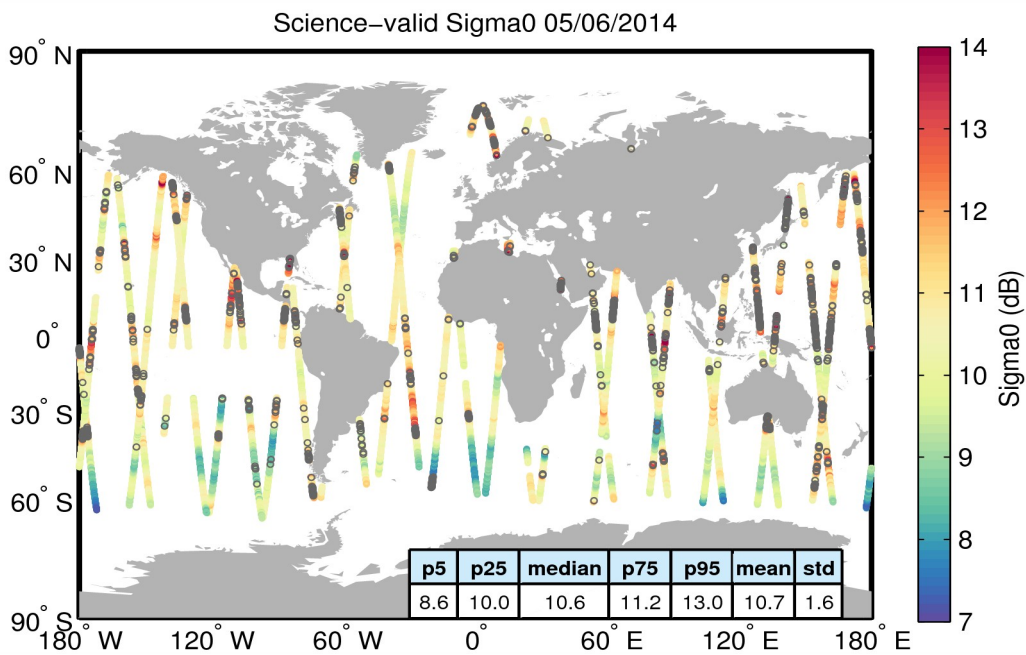 Science−valid Sigma0 05/06/2014
90° N
60° N
30° N
0°
30° S
60° S
90° S
180° W
120° W
60° W
0°
60° E
120° E
180° E
14
13
12
11
10
9
8
7
Sigma0 (dB)
p5 p25 median p75 p95 mean std
8.6 10.0 10.6 11.2 13.0 10.7 1.6